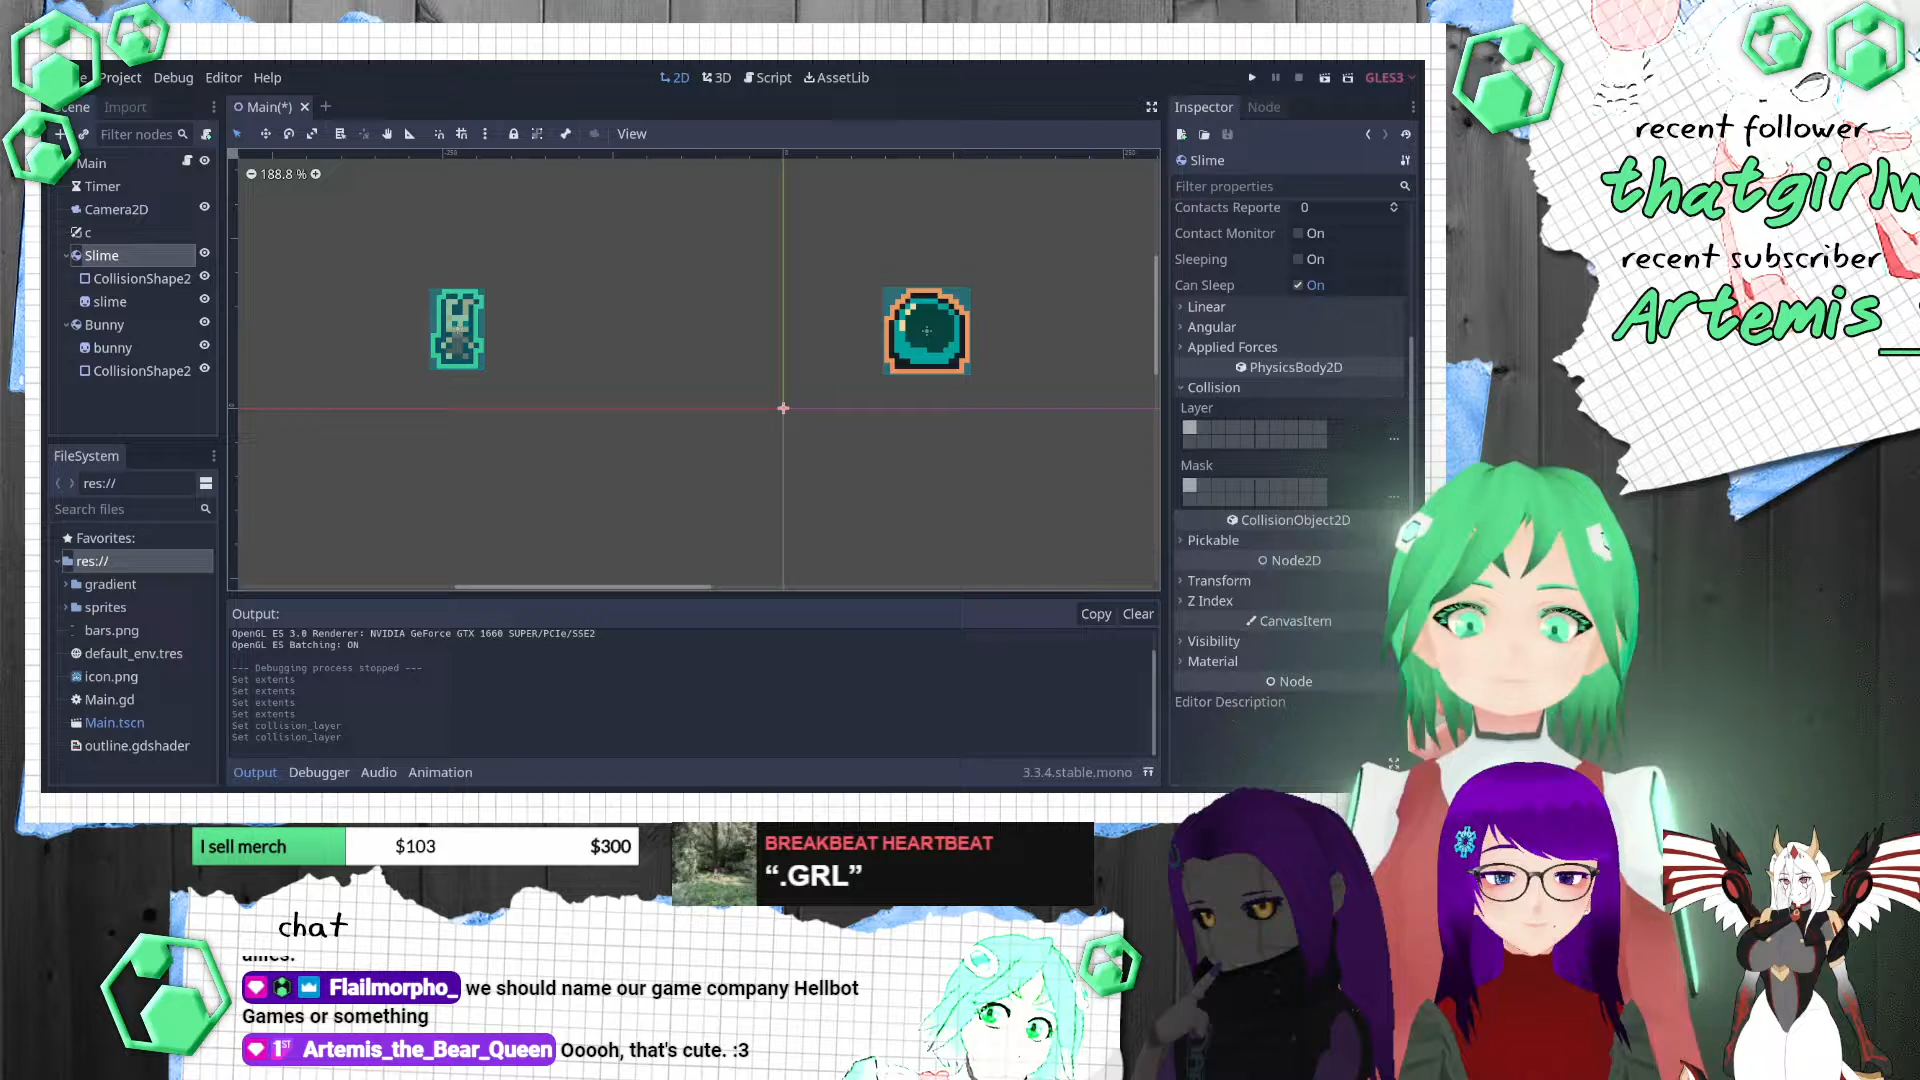 Project Debug Editor Help
2D 3D Script AssetLib
GLES3
Scene Import
Main(*)
Inspector Node
Filter nodes
View
Main
Timer
Camera2D
c
Slime
CollisionShape2
slime
Bunny
bunny
CollisionShape2
-250 0 250
188.8 %
Slime
Filter properties
Contacts Reporte 0
Contact Monitor On
Sleeping On
Can Sleep On
Linear
Angular
Applied Forces
PhysicsBody2D
Collision
Layer
Mask
CollisionObject2D
Pickable
Node2D
Transform
Z Index
CanvasItem
Visibility
Material
Node
Editor Description
FileSystem
res://
Search files
Favorites:
res://
gradient
sprites
bars.png
default_env.tres
icon.png
Main.gd
Main.tscn
outline.gdshader
Output:
Copy Clear
OpenGL ES 3.0 Renderer: NVIDIA GeForce GTX 1660 SUPER/PCIe/SSE2
OpenGL ES Batching: ON
--- Debugging process stopped ---
Set extents
Set extents
Set extents
Set extents
Set collision_layer
Set collision_layer
Output Debugger Audio Animation
3.3.4.stable.mono
recent follower
thatgirlw
recent subscriber
Artemis_
I sell merch $103 $300
BREAKBEAT HEARTBEAT
“.GRL”
chat
Flailmorpho_ we should name our game company Hellbot
Games or something
1ST Artemis_the_Bear_Queen Ooooh, that's cute. :3